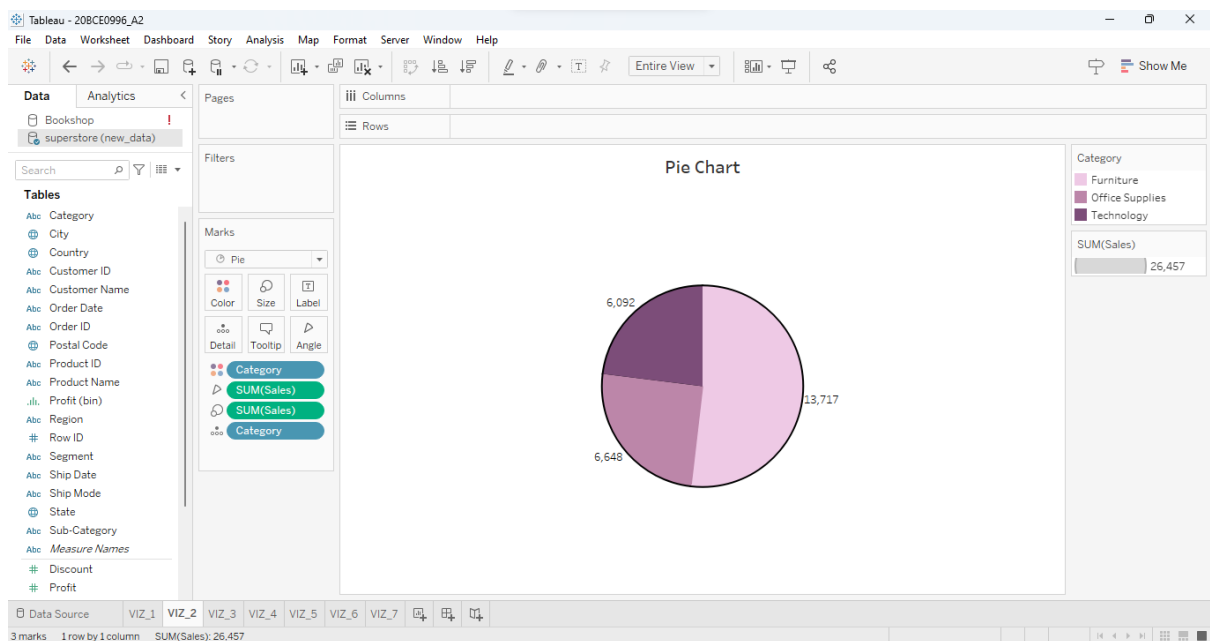 Tableau - 20BCE0996_A2
File Data Worksheet Dashboard Story Analysis Map Format Server Window Help
Entire View
Show Me
Data Analytics
Bookshop !
superstore (new_data)
Search
Tables
Abc Category
City
Country
Abc Customer ID
Abc Customer Name
Abc Order Date
Abc Order ID
Postal Code
Abc Product ID
Abc Product Name
Profit (bin)
Abc Region
# Row ID
Abc Segment
Abc Ship Date
Abc Ship Mode
State
Abc Sub-Category
Abc Measure Names
# Discount
# Profit
Pages
Filters
Marks
Pie
Color Size Label
Detail Tooltip Angle
Category
SUM(Sales)
SUM(Sales)
Category
Columns
Rows
Pie Chart
6,092
13,717
6,648
Category
Furniture
Office Supplies
Technology
SUM(Sales)
26,457
Data Source VIZ_1 VIZ_2 VIZ_3 VIZ_4 VIZ_5 VIZ_6 VIZ_7
3 marks 1 row by 1 column SUM(Sales): 26,457